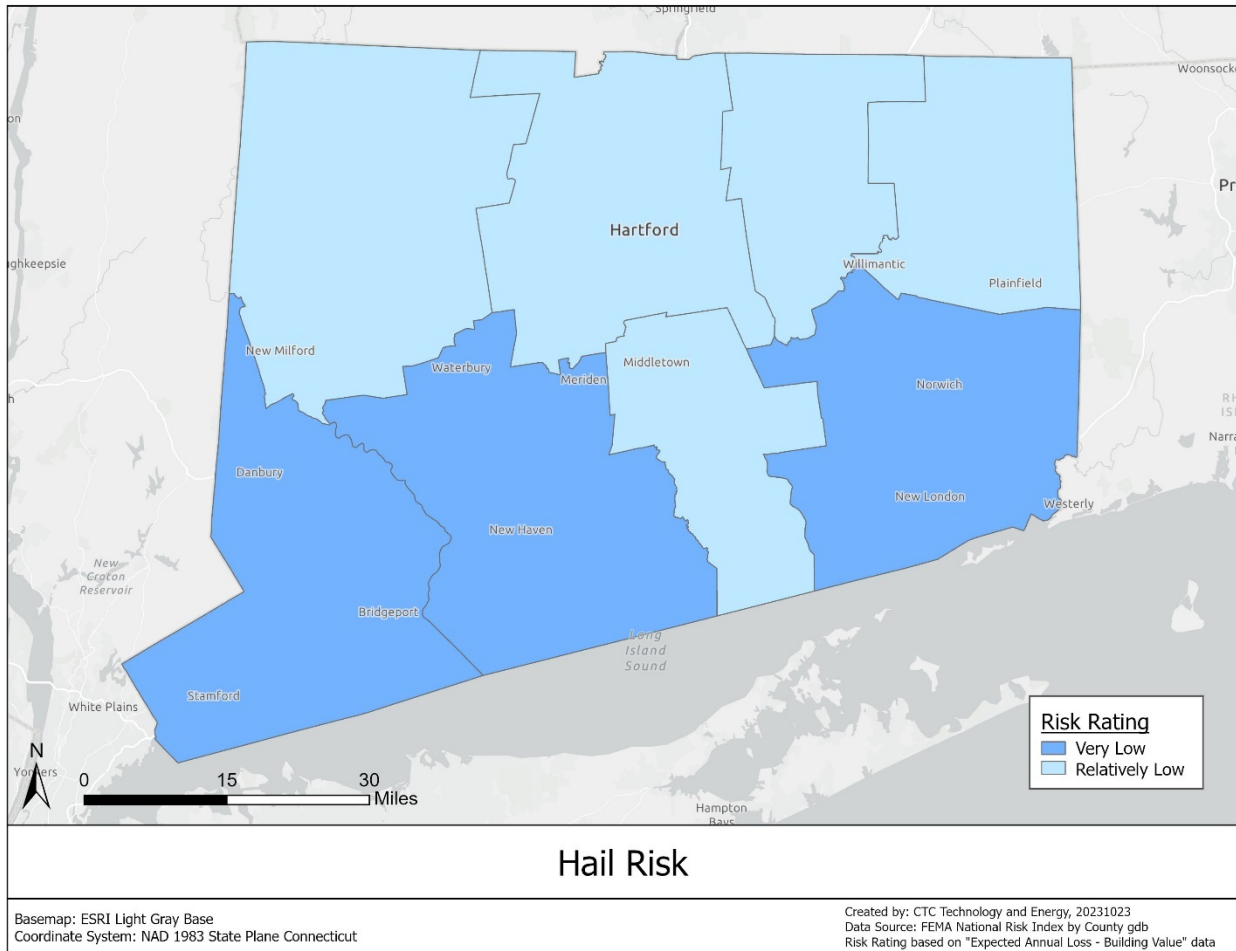 Springfield
Woonsocke
Hartford
ghkeepsie
Willimantic
Plainfield
New Milford
Waterbury
Meriden
Middletown
Norwich
Danbury
New Haven
New London
Westerly
Narra
New
Croton
Reservoir
Bridgeport
Long
Island
Sound
Stamford
White Plains
N
0 15 30
Miles
Hampton
Bays
Risk Rating
Very Low
Relatively Low
Hail Risk
Basemap: ESRI Light Gray Base
Coordinate System: NAD 1983 State Plane Connecticut
Created by: CTC Technology and Energy, 20231023
Data Source: FEMA National Risk Index by County gdb
Risk Rating based on "Expected Annual Loss - Building Value" data